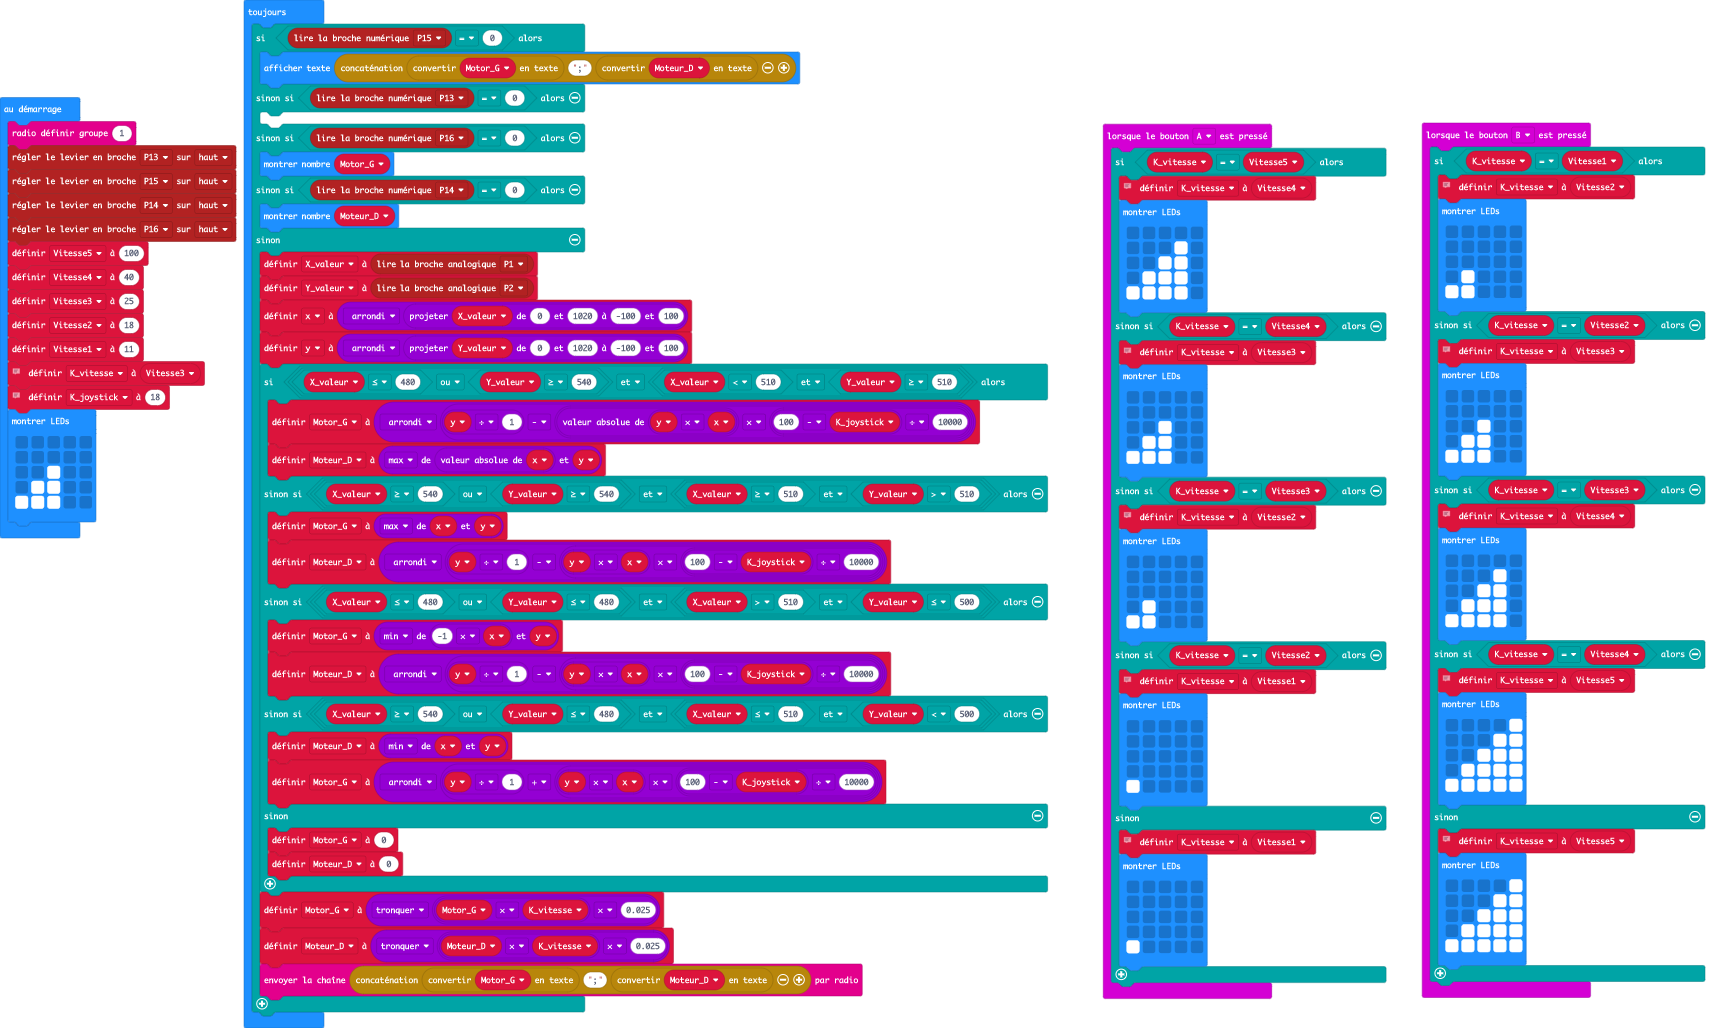 au démarrage
radio définir groupe 1
régler le levier en broche P13 sur haut
régler le levier en broche P15 sur haut
régler le levier en broche P14 sur haut
régler le levier en broche P16 sur haut
définir Vitesse5 à 100
définir Vitesse4 à 40
définir Vitesse3 à 25
définir Vitesse2 à 18
définir Vitesse1 à 11
définir K_vitesse à Vitesse3
définir K_joystick à 18
montrer LEDs
toujours
si lire la broche numérique P15 = 0 alors
afficher texte concaténation convertir Motor_G en texte ";" convertir Moteur_D en texte
sinon si lire la broche numérique P13 = 0 alors
sinon si lire la broche numérique P16 = 0 alors
montrer nombre Motor_G
sinon si lire la broche numérique P14 = 0 alors
montrer nombre Moteur_D
sinon
définir X_valeur à lire la broche analogique P1
définir Y_valeur à lire la broche analogique P2
définir x à arrondi projeter X_valeur de 0 et 1020 à -100 et 100
définir y à arrondi projeter Y_valeur de 0 et 1020 à -100 et 100
si X_valeur ≤ 480 ou Y_valeur ≥ 540 et X_valeur < 510 et Y_valeur ≥ 510 alors
définir Motor_G à arrondi y ÷ 1 - valeur absolue de y × x × 100 - K_joystick ÷ 10000
définir Moteur_D à max de valeur absolue de x et y
sinon si X_valeur ≥ 540 ou Y_valeur ≥ 540 et X_valeur ≥ 510 et Y_valeur > 510 alors
définir Motor_G à max de x et y
définir Moteur_D à arrondi y ÷ 1 - y × x × 100 - K_joystick ÷ 10000
sinon si X_valeur ≤ 480 ou Y_valeur ≤ 480 et X_valeur > 510 et Y_valeur ≤ 500 alors
définir Motor_G à min de -1 × x et y
définir Moteur_D à arrondi y ÷ 1 - y × x × 100 - K_joystick ÷ 10000
sinon si X_valeur ≥ 540 ou Y_valeur ≤ 480 et X_valeur ≤ 510 et Y_valeur < 500 alors
définir Moteur_D à min de x et y
définir Motor_G à arrondi y ÷ 1 + y × x × 100 - K_joystick ÷ 10000
sinon
définir Motor_G à 0
définir Moteur_D à 0
définir Motor_G à tronquer Motor_G × K_vitesse × 0.025
définir Moteur_D à tronquer Moteur_D × K_vitesse × 0.025
envoyer la chaîne concaténation convertir Motor_G en texte ";" convertir Moteur_D en texte par radio
lorsque le bouton A est pressé
si K_vitesse = Vitesse5 alors
définir K_vitesse à Vitesse4
montrer LEDs
sinon si K_vitesse = Vitesse4 alors
définir K_vitesse à Vitesse3
montrer LEDs
sinon si K_vitesse = Vitesse3 alors
définir K_vitesse à Vitesse2
montrer LEDs
sinon si K_vitesse = Vitesse2 alors
définir K_vitesse à Vitesse1
montrer LEDs
sinon
définir K_vitesse à Vitesse1
montrer LEDs
lorsque le bouton B est pressé
si K_vitesse = Vitesse1 alors
définir K_vitesse à Vitesse2
montrer LEDs
sinon si K_vitesse = Vitesse2 alors
définir K_vitesse à Vitesse3
montrer LEDs
sinon si K_vitesse = Vitesse3 alors
définir K_vitesse à Vitesse4
montrer LEDs
sinon si K_vitesse = Vitesse4 alors
définir K_vitesse à Vitesse5
montrer LEDs
sinon
définir K_vitesse à Vitesse5
montrer LEDs